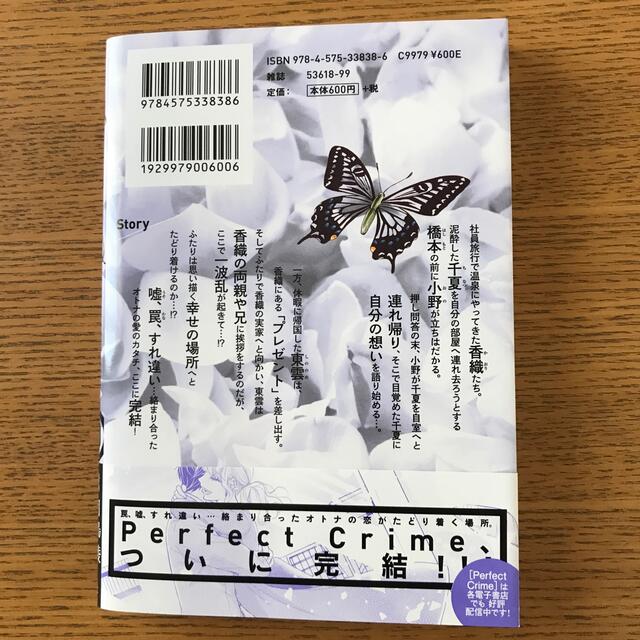 ISBN 978-4-575-33838-6
C9979 ¥600E
雑誌 53618-99
定価： 本体600円 +税
9784575338386
1929979006006
Story
社員旅行で温泉にやってきた香織たち。
泥酔した千夏を自分の部屋へ連れ去ろうとする
橋本の前に小野が立ちはだかる。
押し問答の末、小野が千夏を自室へと
連れ帰り、そこで目覚めた千夏に
自分の想いを語り始める…。
一方、休暇に帰国した東雲は、
香織にある「プレゼント」を差し出す。
そしてふたりで香織の実家へと向かい、東雲は
香織の両親や兄に挨拶をするのだが、
ここで一波乱が起きて…!?
ふたりは思い描く幸せの場所へと
たどり着けるのか…!?
嘘、罠、すれ違い…絡まり合った
オトナの愛のカタチ、ここに完結！
罠、嘘、すれ違い…絡まり合ったオトナの恋がたどり着く場所。
Perfect Crime、
ついに完結!!
[Perfect
Crime]は
各電子書店
でも好評
配信中です!